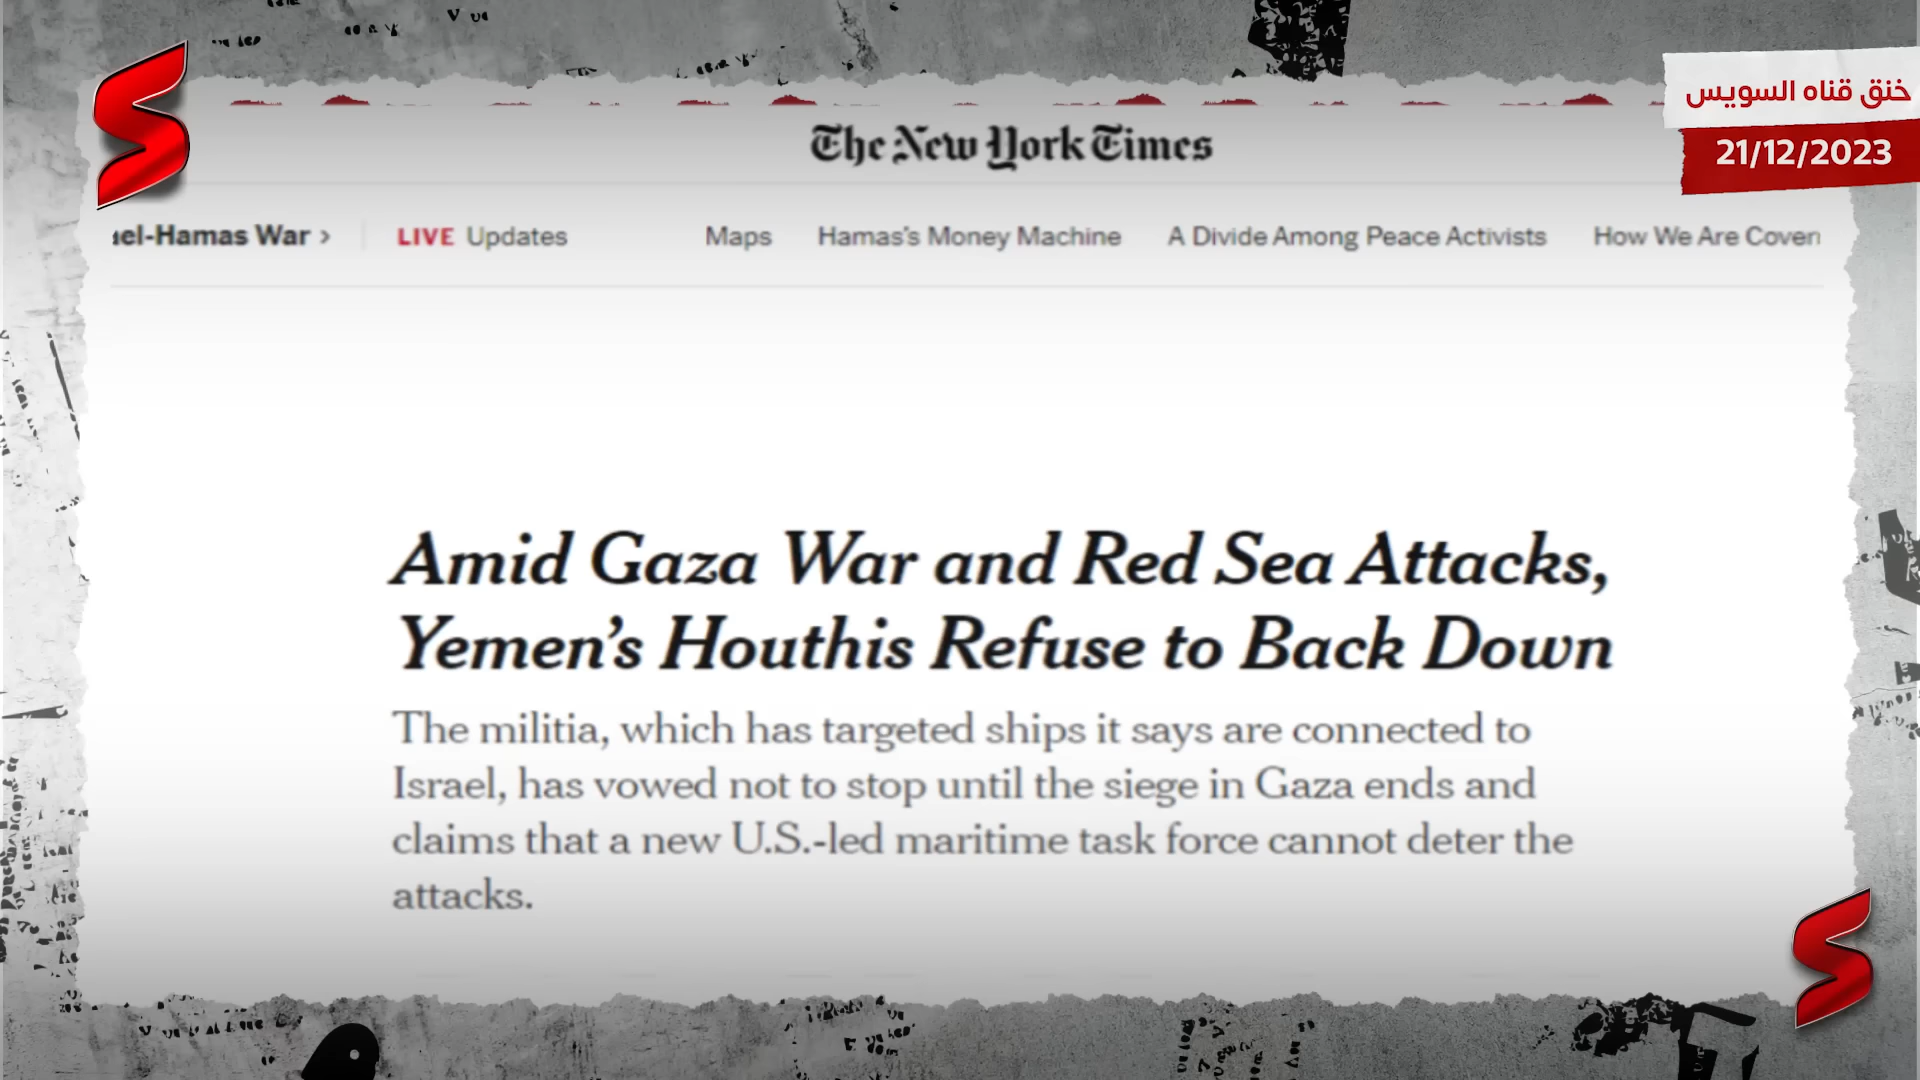 خنق قناه السويس
21/12/2023
The New York Times
ael-Hamas War > LIVE Updates Maps Hamas's Money Machine A Divide Among Peace Activists How We Are Coveri
Amid Gaza War and Red Sea Attacks,
Yemen's Houthis Refuse to Back Down
The militia, which has targeted ships it says are connected to
Israel, has vowed not to stop until the siege in Gaza ends and
claims that a new U.S.-led maritime task force cannot deter the
attacks.